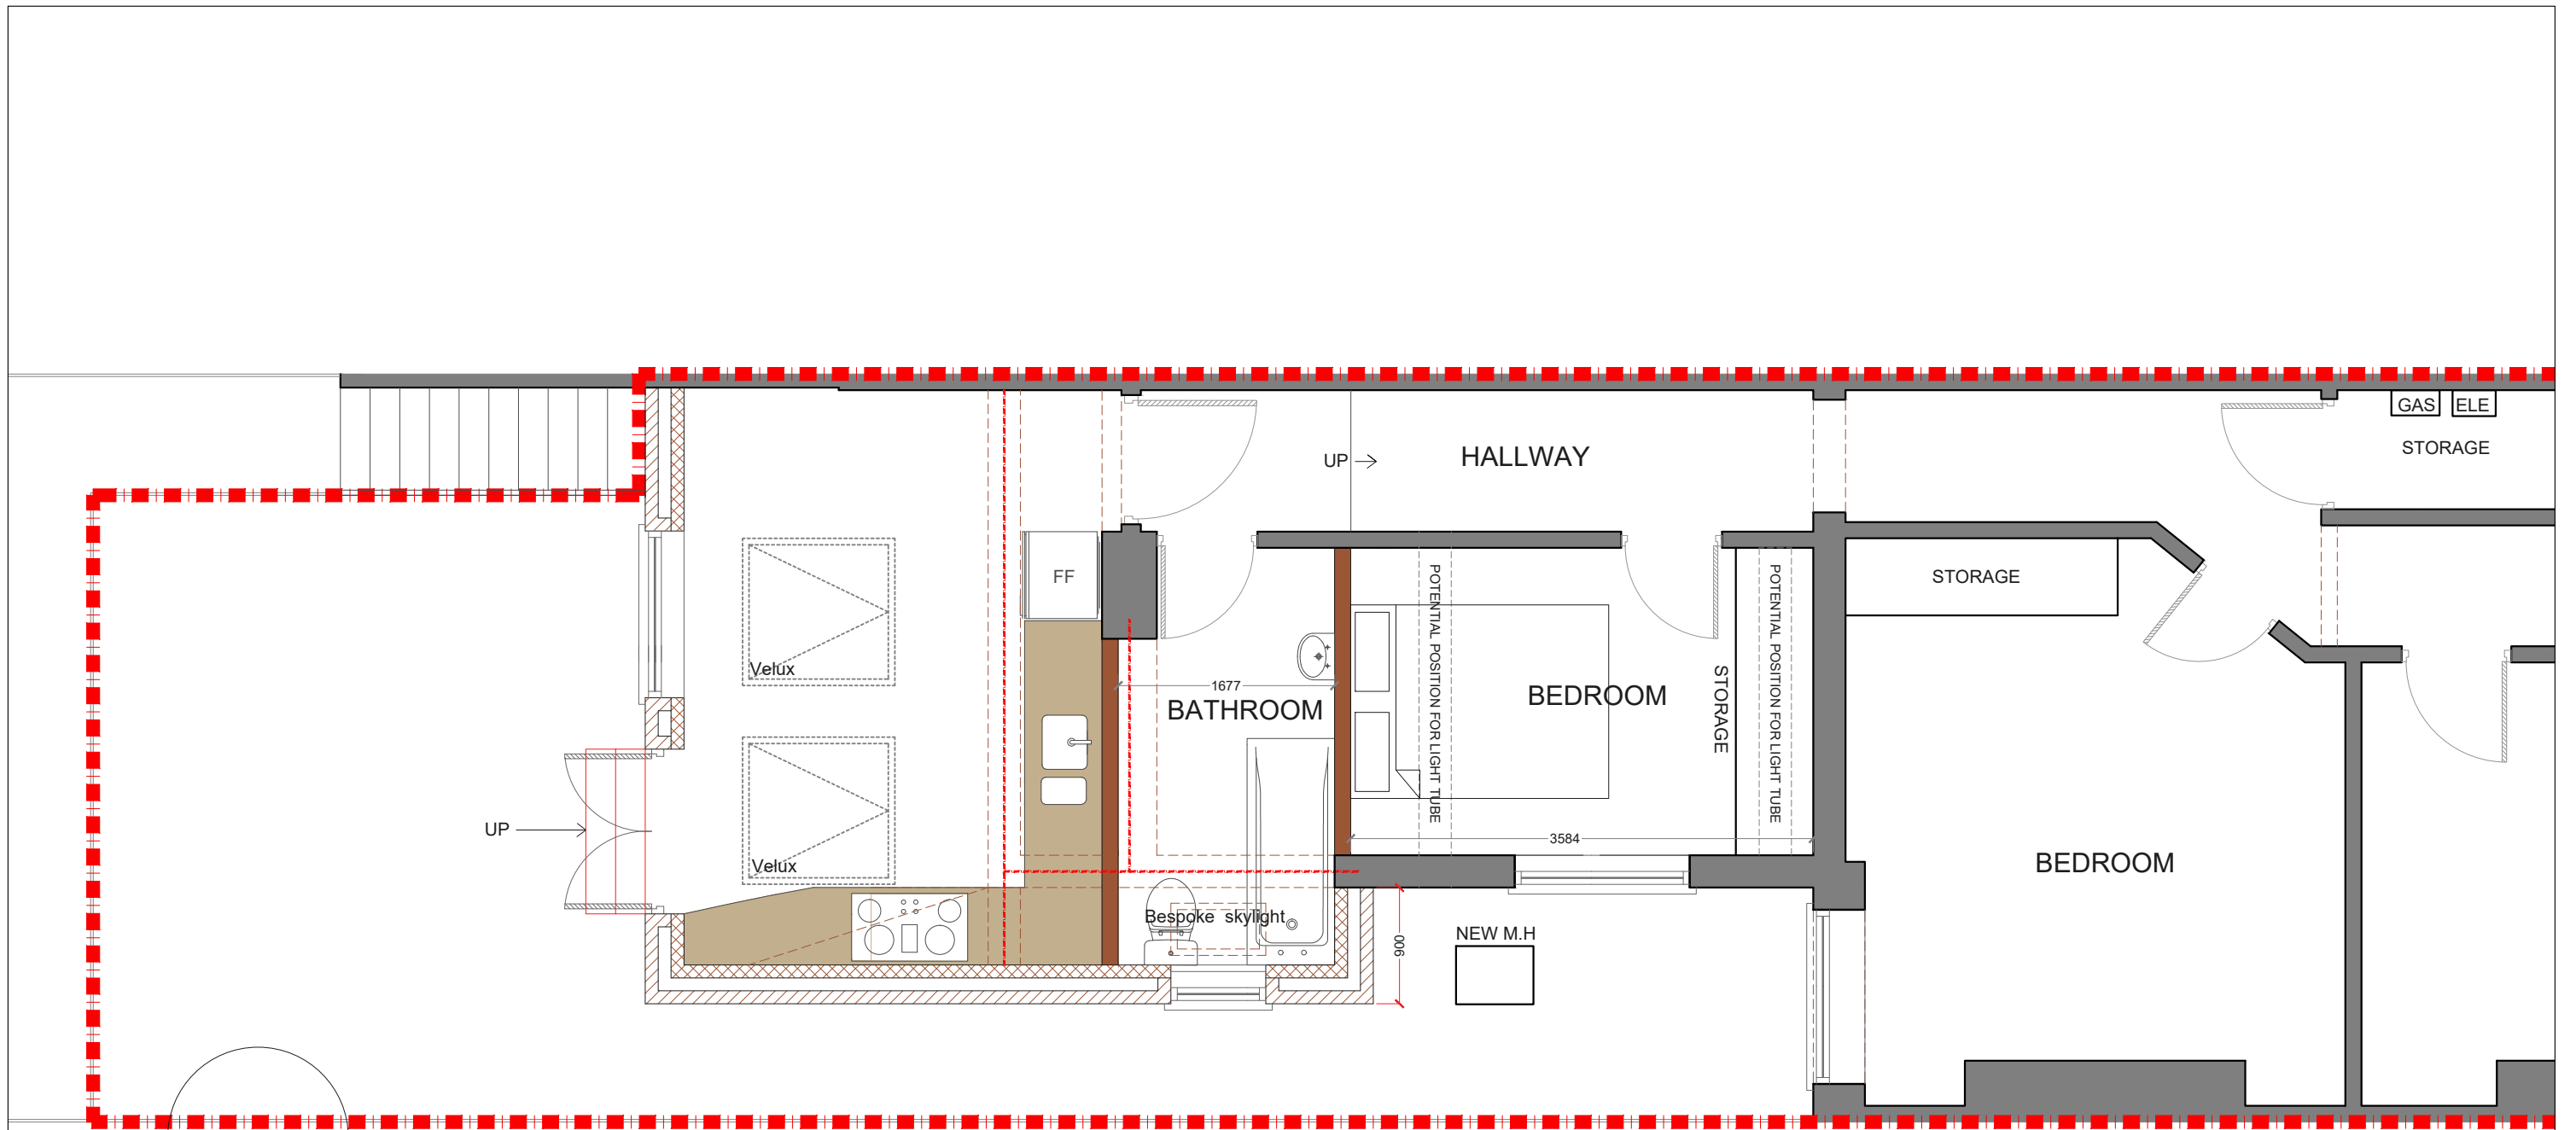 GAS
ELE
STORAGE
HALLWAY
UP
FF
STORAGE
Velux
1677
BATHROOM
BEDROOM
POTENTIAL POSITION FOR LIGHT TUBE
STORAGE
POTENTIAL POSITION FOR LIGHT TUBE
UP
Velux
3584
BEDROOM
Bespoke skylight
900
NEW M.H